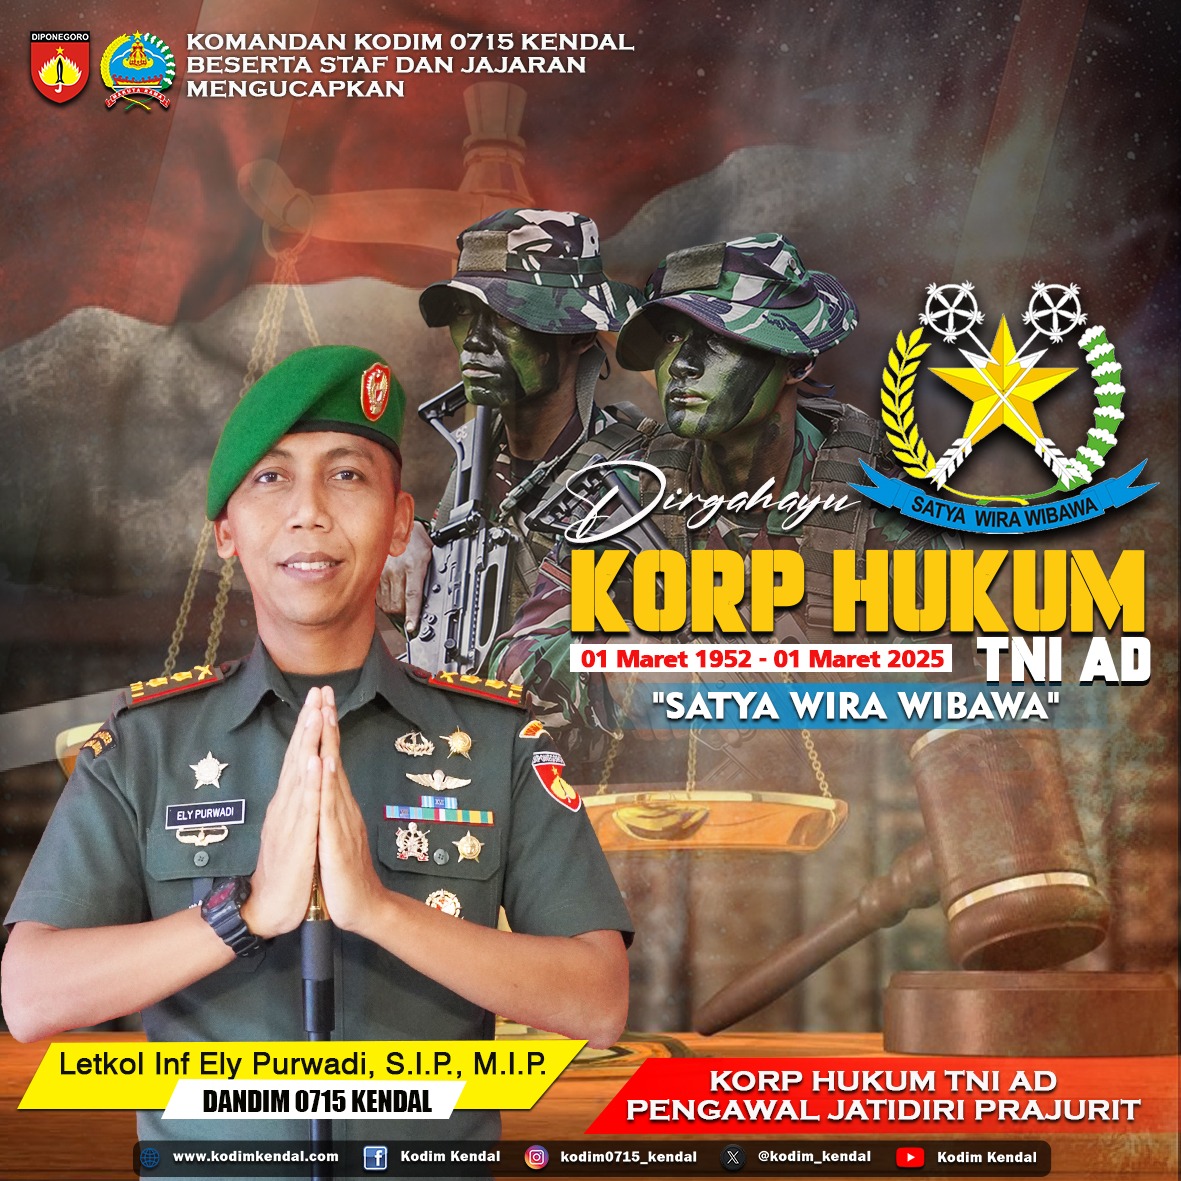 DIPONEGORO
KOMANDAN KODIM 0715 KENDAL
BESERTA STAF DAN JAJARAN
MENGUCAPKAN
SATYA WIRA WIBAWA
Dirgahayu
KORP HUKUM
TNI AD
01 Maret 1952 - 01 Maret 2025
"SATYA WIRA WIBAWA"
ELY PURWADI
Letkol Inf Ely Purwadi, S.I.P., M.I.P.
DANDIM 0715 KENDAL
KORP HUKUM TNI AD
PENGAWAL JATIDIRI PRAJURIT
www.kodimkendal.com Kodim Kendal kodim0715_kendal @kodim_kendal Kodim Kendal